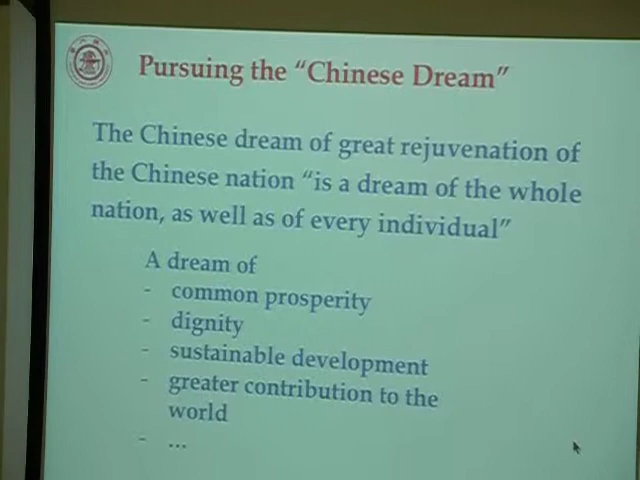 Pursuing the “Chinese Dream”
The Chinese dream of great rejuvenation of
the Chinese nation “is a dream of the whole
nation, as well as of every individual”
A dream of
- common prosperity
- dignity
- sustainable development
- greater contribution to the
world
- ...